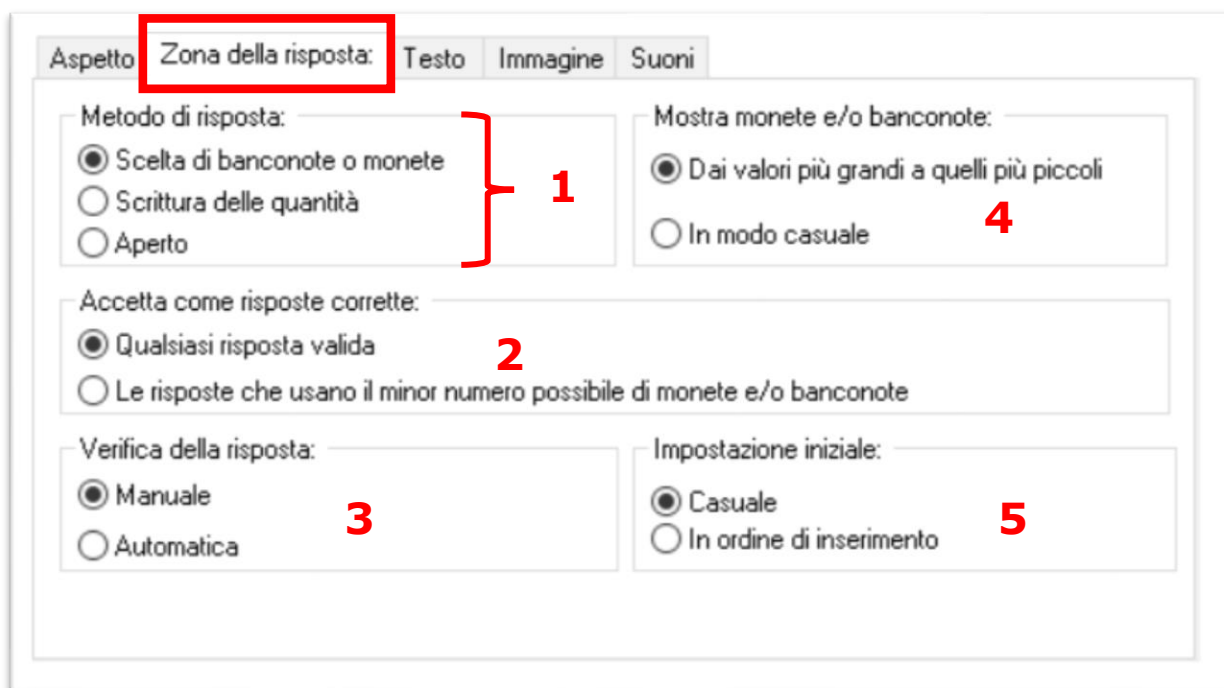 Aspetto Zona della risposta: Testo Immagine Suoni
Metodo di risposta:
Scelta di banconote o monete
Scrittura delle quantità
Aperto
1
Mostra monete e/o banconote:
Dai valori più grandi a quelli più piccoli
In modo casuale
4
Accetta come risposte corrette:
Qualsiasi risposta valida
Le risposte che usano il minor numero possibile di monete e/o banconote
2
Verifica della risposta:
Manuale
Automatica
3
Impostazione iniziale:
Casuale
In ordine di inserimento
5